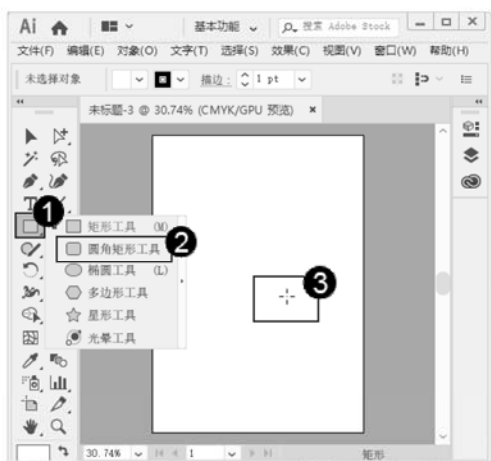 Ai 基本功能 搜索 Adobe Stock
文件(F) 编辑(E) 对象(O) 文字(T) 选择(S) 效果(C) 视图(V) 窗口(W) 帮助(H)
未选择对象 描边: 1 pt
未标题-3 @ 30.74% (CMYK/GPU 预览) ×
1
矩形工具 (M)
圆角矩形工具 2
椭圆工具 (L)
3
多边形工具
星形工具
光晕工具
30.74% 1 矩形